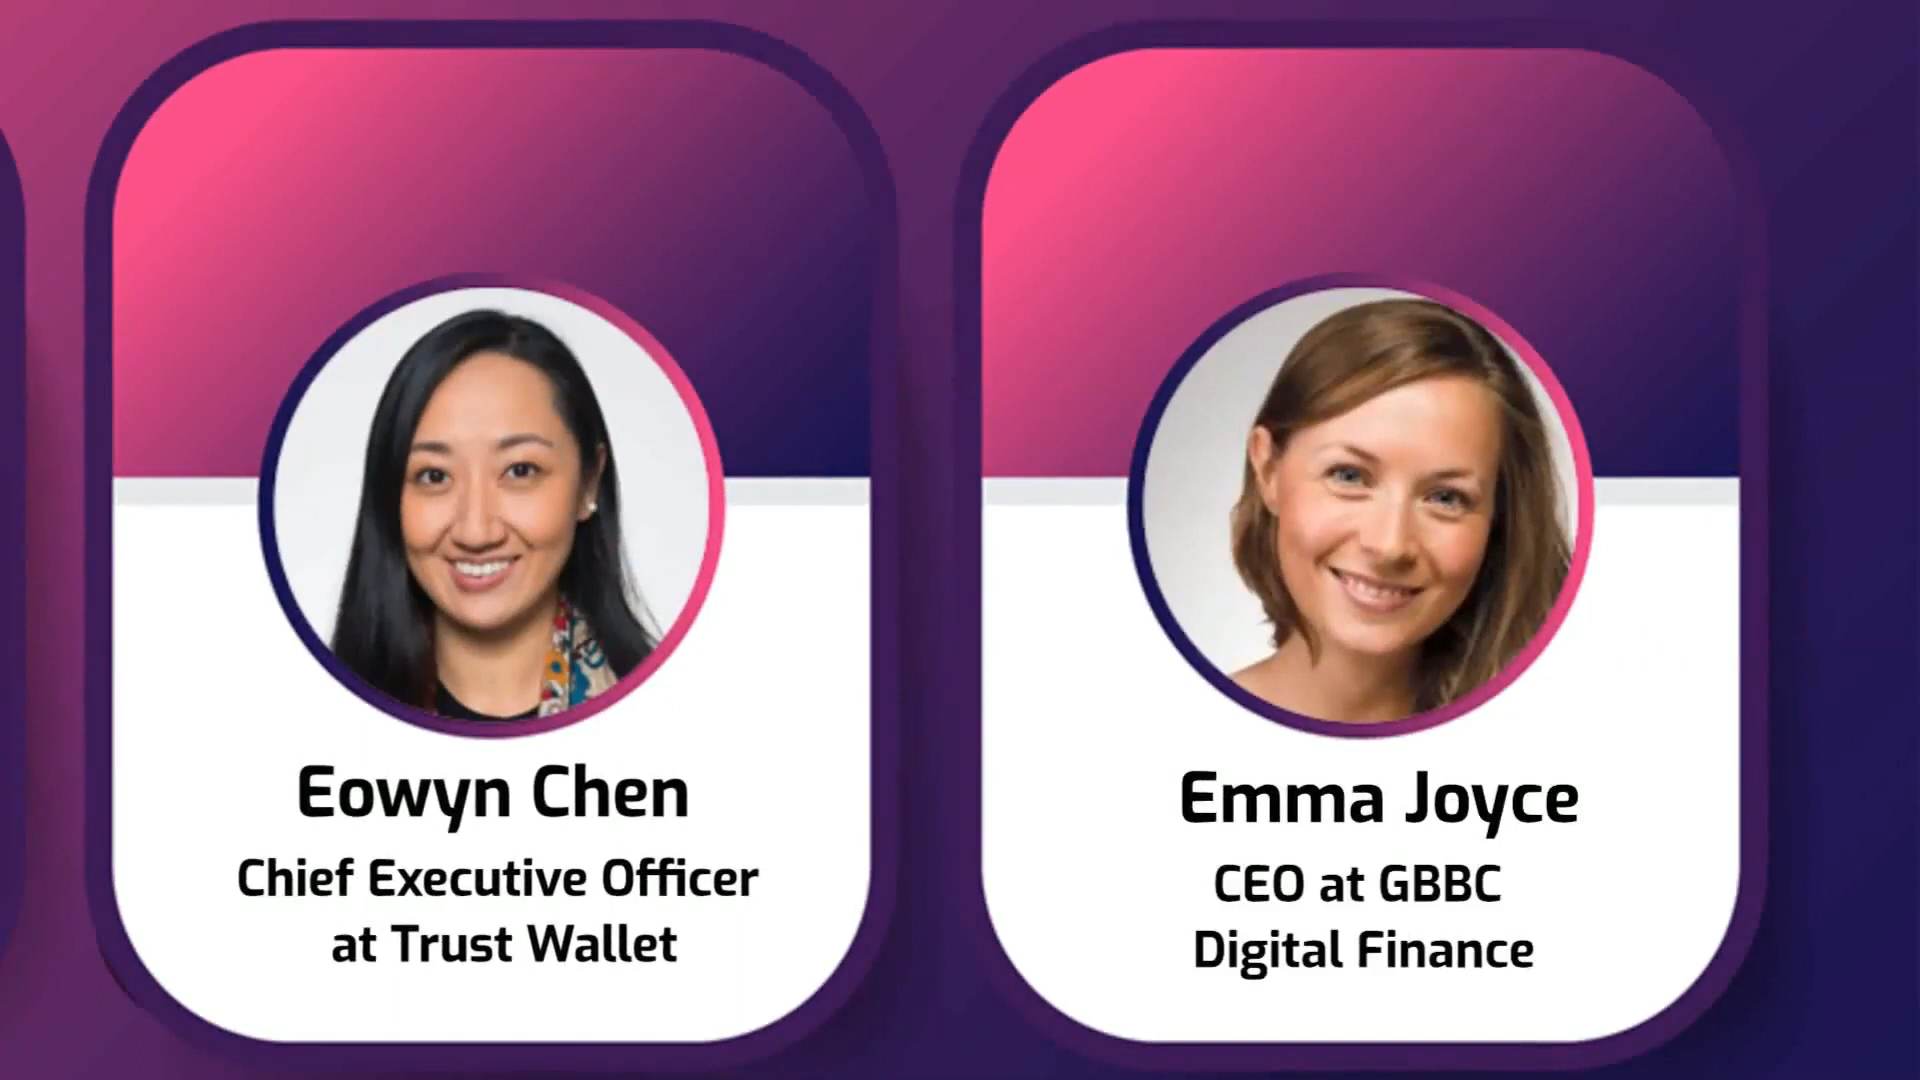 Eowyn Chen
Chief Executive Officer
at Trust Wallet
Emma Joyce
CEO at GBBC
Digital Finance